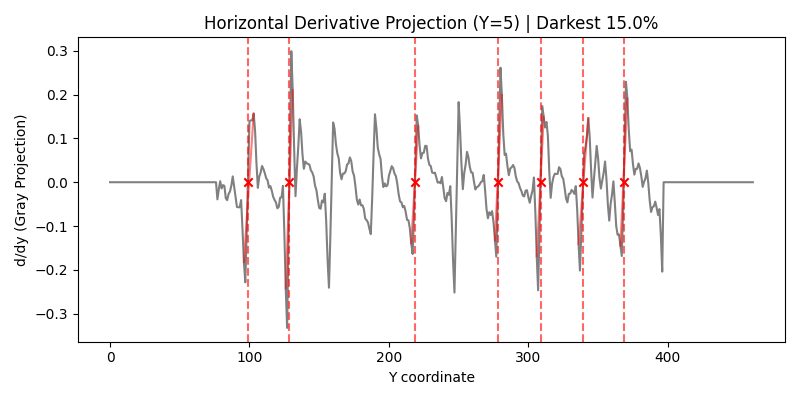 Horizontal Derivative Projection (Y=5) | Darkest 15.0%
d/dy (Gray Projection)
0.3
0.2
0.1
0.0
−0.1
−0.2
−0.3
0 100 200 300 400
Y coordinate